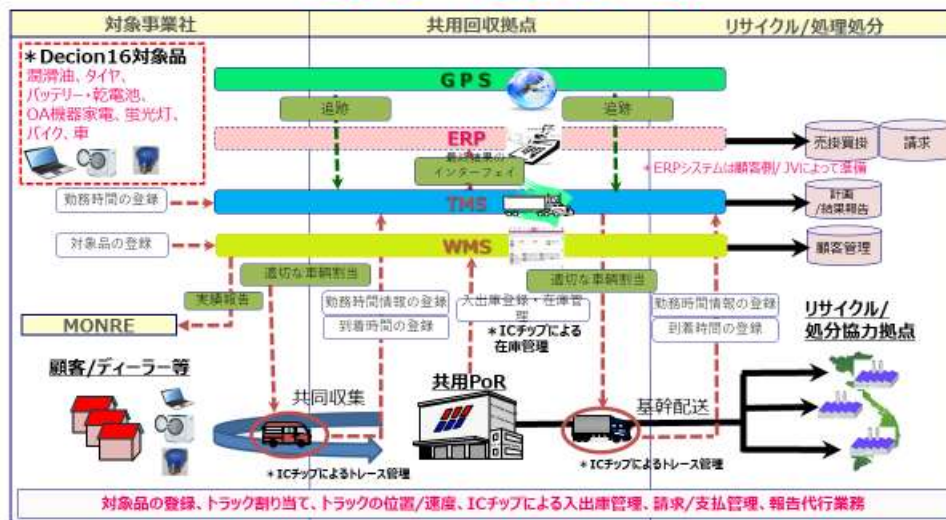 対象事業社
共用回収拠点
リサイクル/処理処分
＊Decion16対象品
潤滑油、タイヤ、
バッテリー・乾電池、
OA機器家電、蛍光灯、
バイク、車
GPS
追跡
追跡
ERP
インターフェイ
＊ERPシステムは顧客側/ JVによって準備
売掛買掛
請求
勤務時間の登録
TMS
計画
/結果報告
対象品の登録
WMS
顧客管理
適切な車輌割当
適切な車輌割当
実績報告
勤務時間情報の登録
到着時間の登録
入出庫登録・在庫管
理
＊ICチップによる
在庫管理
勤務時間情報の登録
到着時間の登録
MONRE
リサイクル/
処分協力拠点
顧客/ディーラー等
共同収集
共用PoR
基幹配送
＊ICチップによるトレース管理
＊ICチップによるトレース管理
対象品の登録、トラック割り当て、トラックの位置/速度、ICチップによる入出庫管理、請求/支払管理、報告代行業務